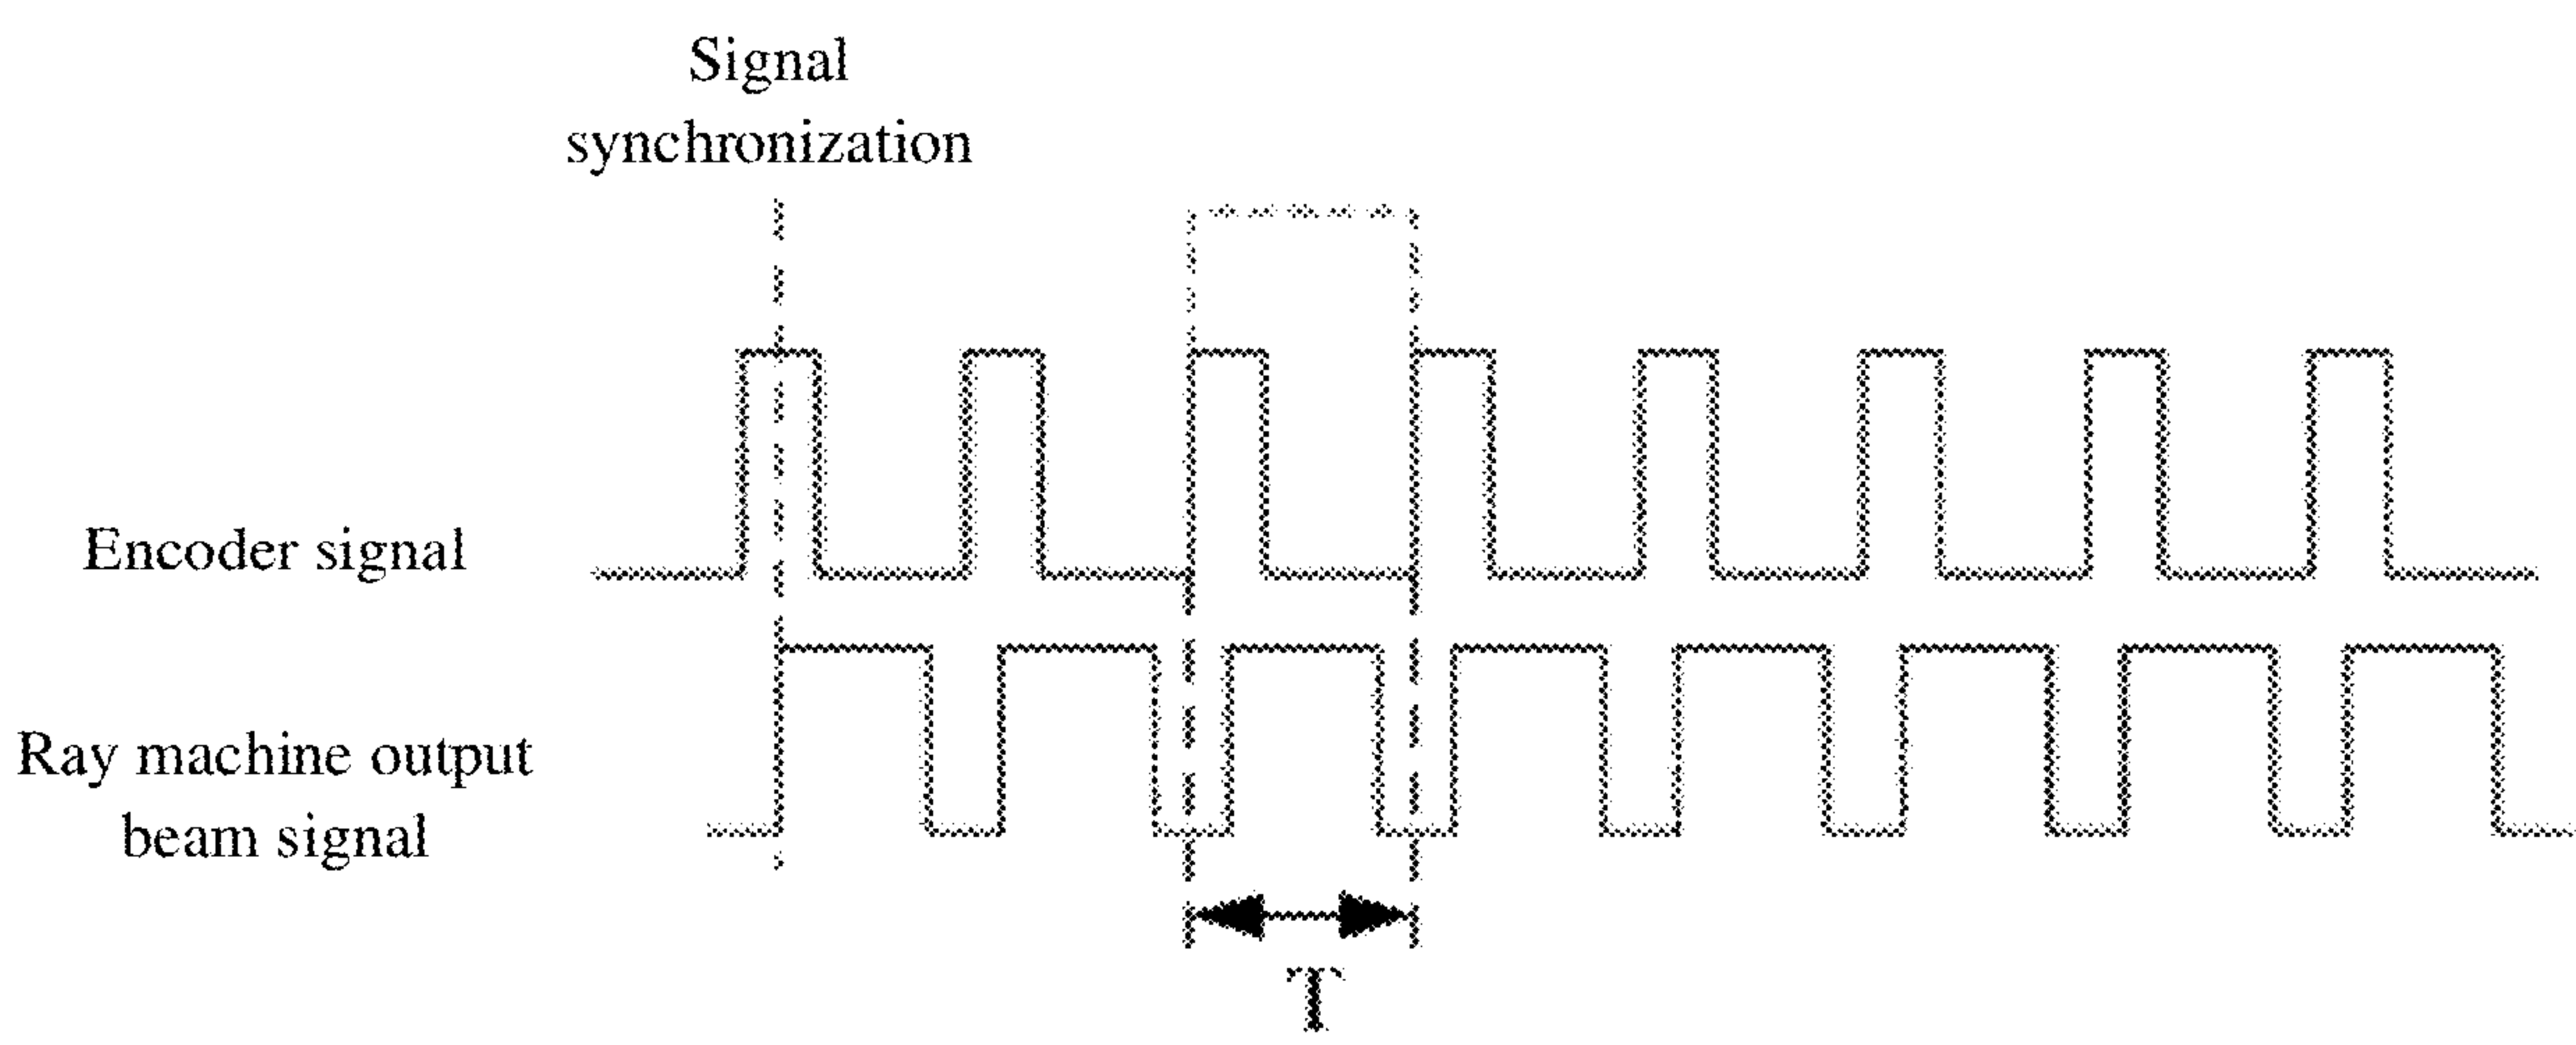 Signal
synchronization
Encoder signal
Ray machine output
beam signal
T